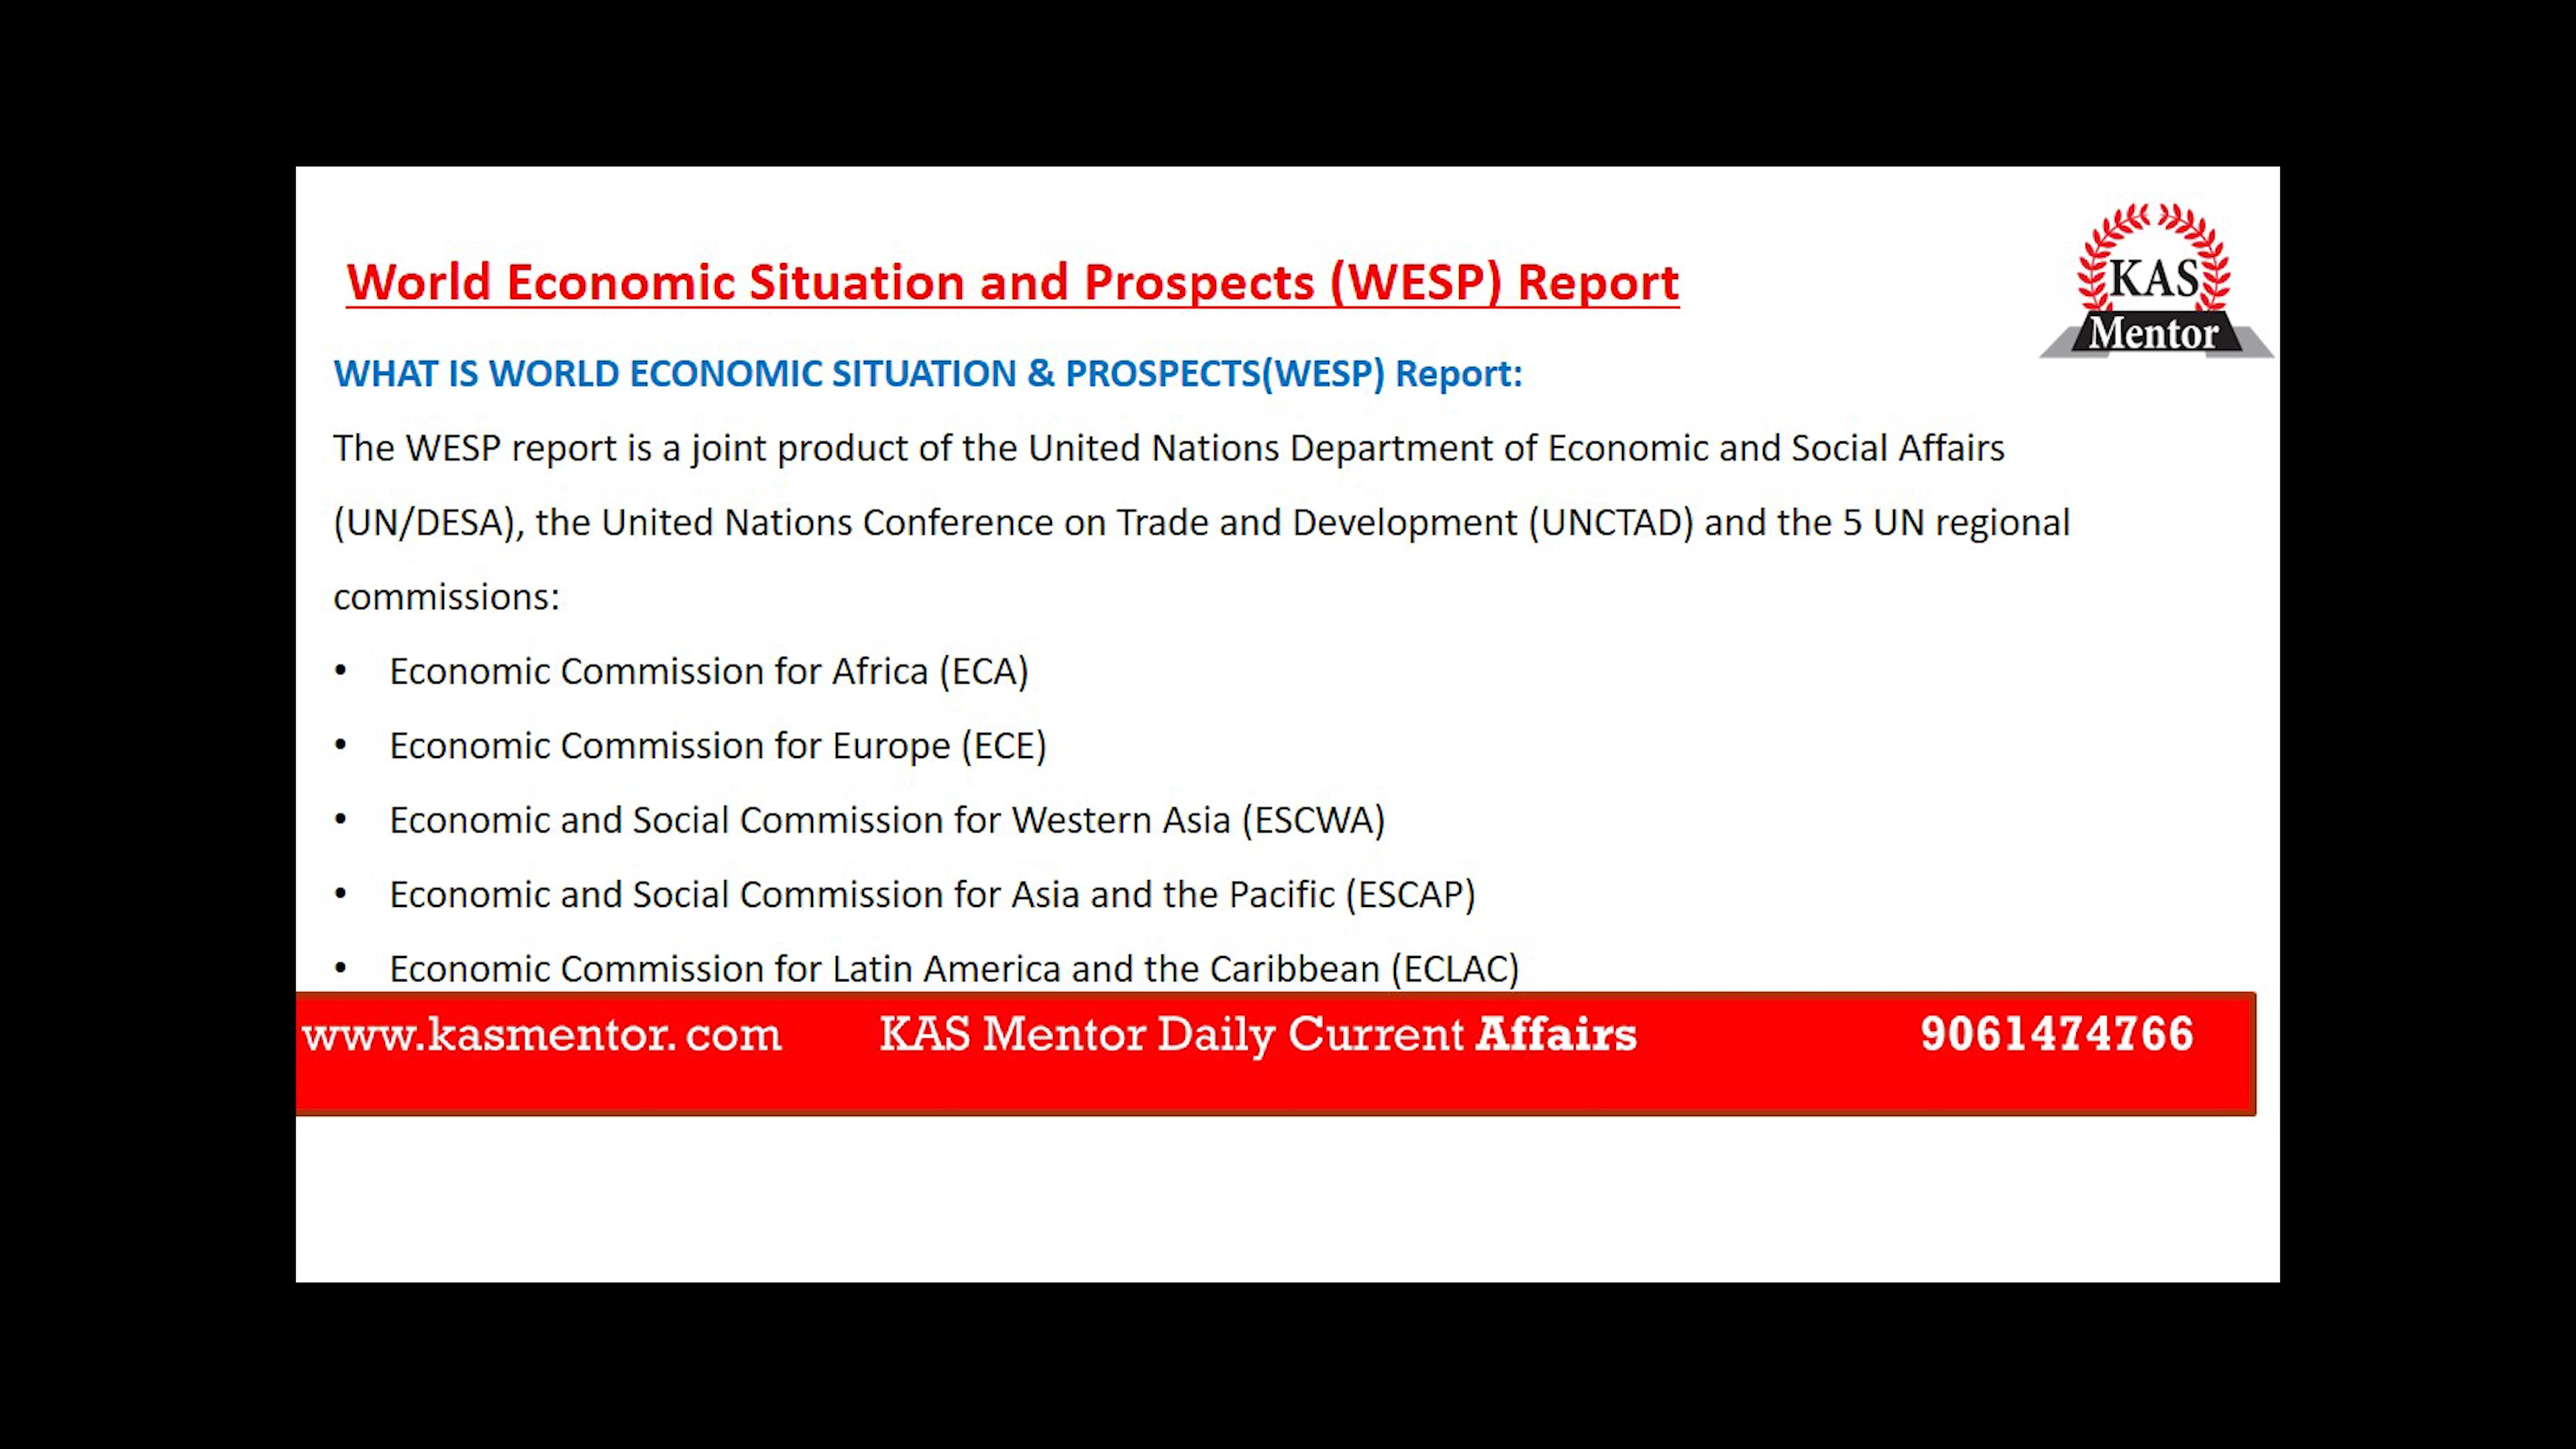 KAS
Mentor
World Economic Situation and Prospects (WESP) Report
WHAT IS WORLD ECONOMIC SITUATION & PROSPECTS(WESP) Report:
The WESP report is a joint product of the United Nations Department of Economic and Social Affairs
(UN/DESA), the United Nations Conference on Trade and Development (UNCTAD) and the 5 UN regional
commissions:
• Economic Commission for Africa (ECA)
• Economic Commission for Europe (ECE)
• Economic and Social Commission for Western Asia (ESCWA)
• Economic and Social Commission for Asia and the Pacific (ESCAP)
• Economic Commission for Latin America and the Caribbean (ECLAC)
www.kasmentor.com KAS Mentor Daily Current Affairs 9061474766